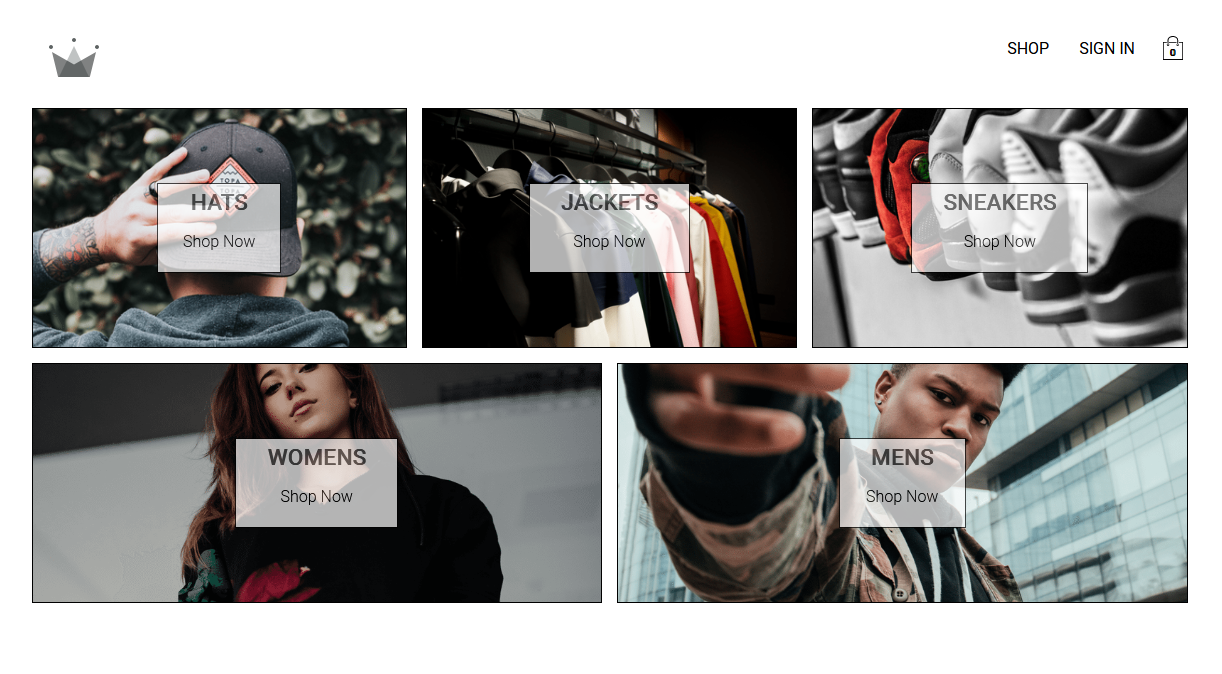 SHOP
SIGN IN
0
TOPA
HATS
Shop Now
JACKETS
Shop Now
SNEAKERS
Shop Now
WOMENS
Shop Now
MENS
Shop Now